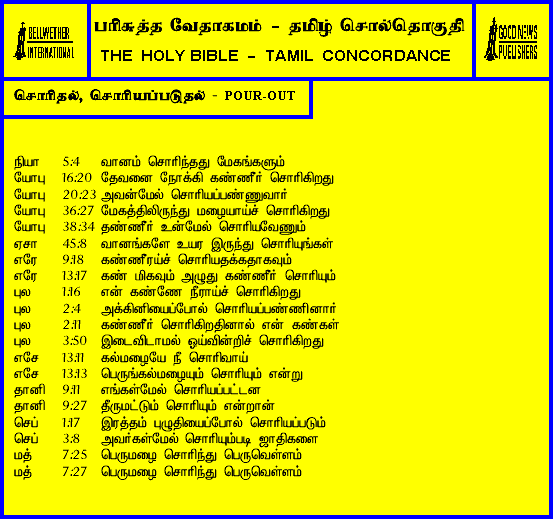 BELLWETHER
INTERNATIONAL
பரிசுத்த வேதாகமம் - தமிழ் சொல்தொகுதி
THE HOLY BIBLE - TAMIL CONCORDANCE
GOOD NEWS
PUBLISHERS
சொரிதல், சொரியப்படுதல் - POUR-OUT
நியா 5:4 வானம் சொரிந்தது மேகங்களும்
யோபு 16:20 தேவனை நோக்கி கண்ணீர் சொரிகிறது
யோபு 20:23 அவன்மேல் சொரியப்பண்ணுவார்
யோபு 36:27 மேகத்திலிருந்து மழையாய்ச் சொரிகிறது
யோபு 38:34 தண்ணீர் உன்மேல் சொரியவேணும்
ஏசா 45:8 வானங்களே உயர இருந்து சொரியுங்கள்
எரே 9:18 கண்ணீராய்ச் சொரியதக்கதாகவும்
எரே 13:17 கண் மிகவும் அழுது கண்ணீர் சொரியும்
புல 1:16 என் கண்ணே நீராய்ச் சொரிகிறது
புல 2:4 அக்கினியைப்போல் சொரியப்பண்ணினார்
புல 2:11 கண்ணீர் சொரிகிறதினால் என் கண்கள்
புல 3:50 இடைவிடாமல் ஓய்வின்றிச் சொரிகிறது
எசே 13:11 கல்மழையே நீ சொரிவாய்
எசே 13:13 பெருங்கல்மழையும் சொரியும் என்று
தானி 9:11 எங்கள்மேல் சொரியப்பட்டன
தானி 9:27 தீருமட்டும் சொரியும் என்றான்
செப் 1:17 இரத்தம் புழுதியைப்போல் சொரியப்படும்
செப் 3:8 அவர்கள்மேல் சொரியும்படி ஜாதிகளை
மத் 7:25 பெருமழை சொரிந்து பெருவெள்ளம்
மத் 7:27 பெருமழை சொரிந்து பெருவெள்ளம்